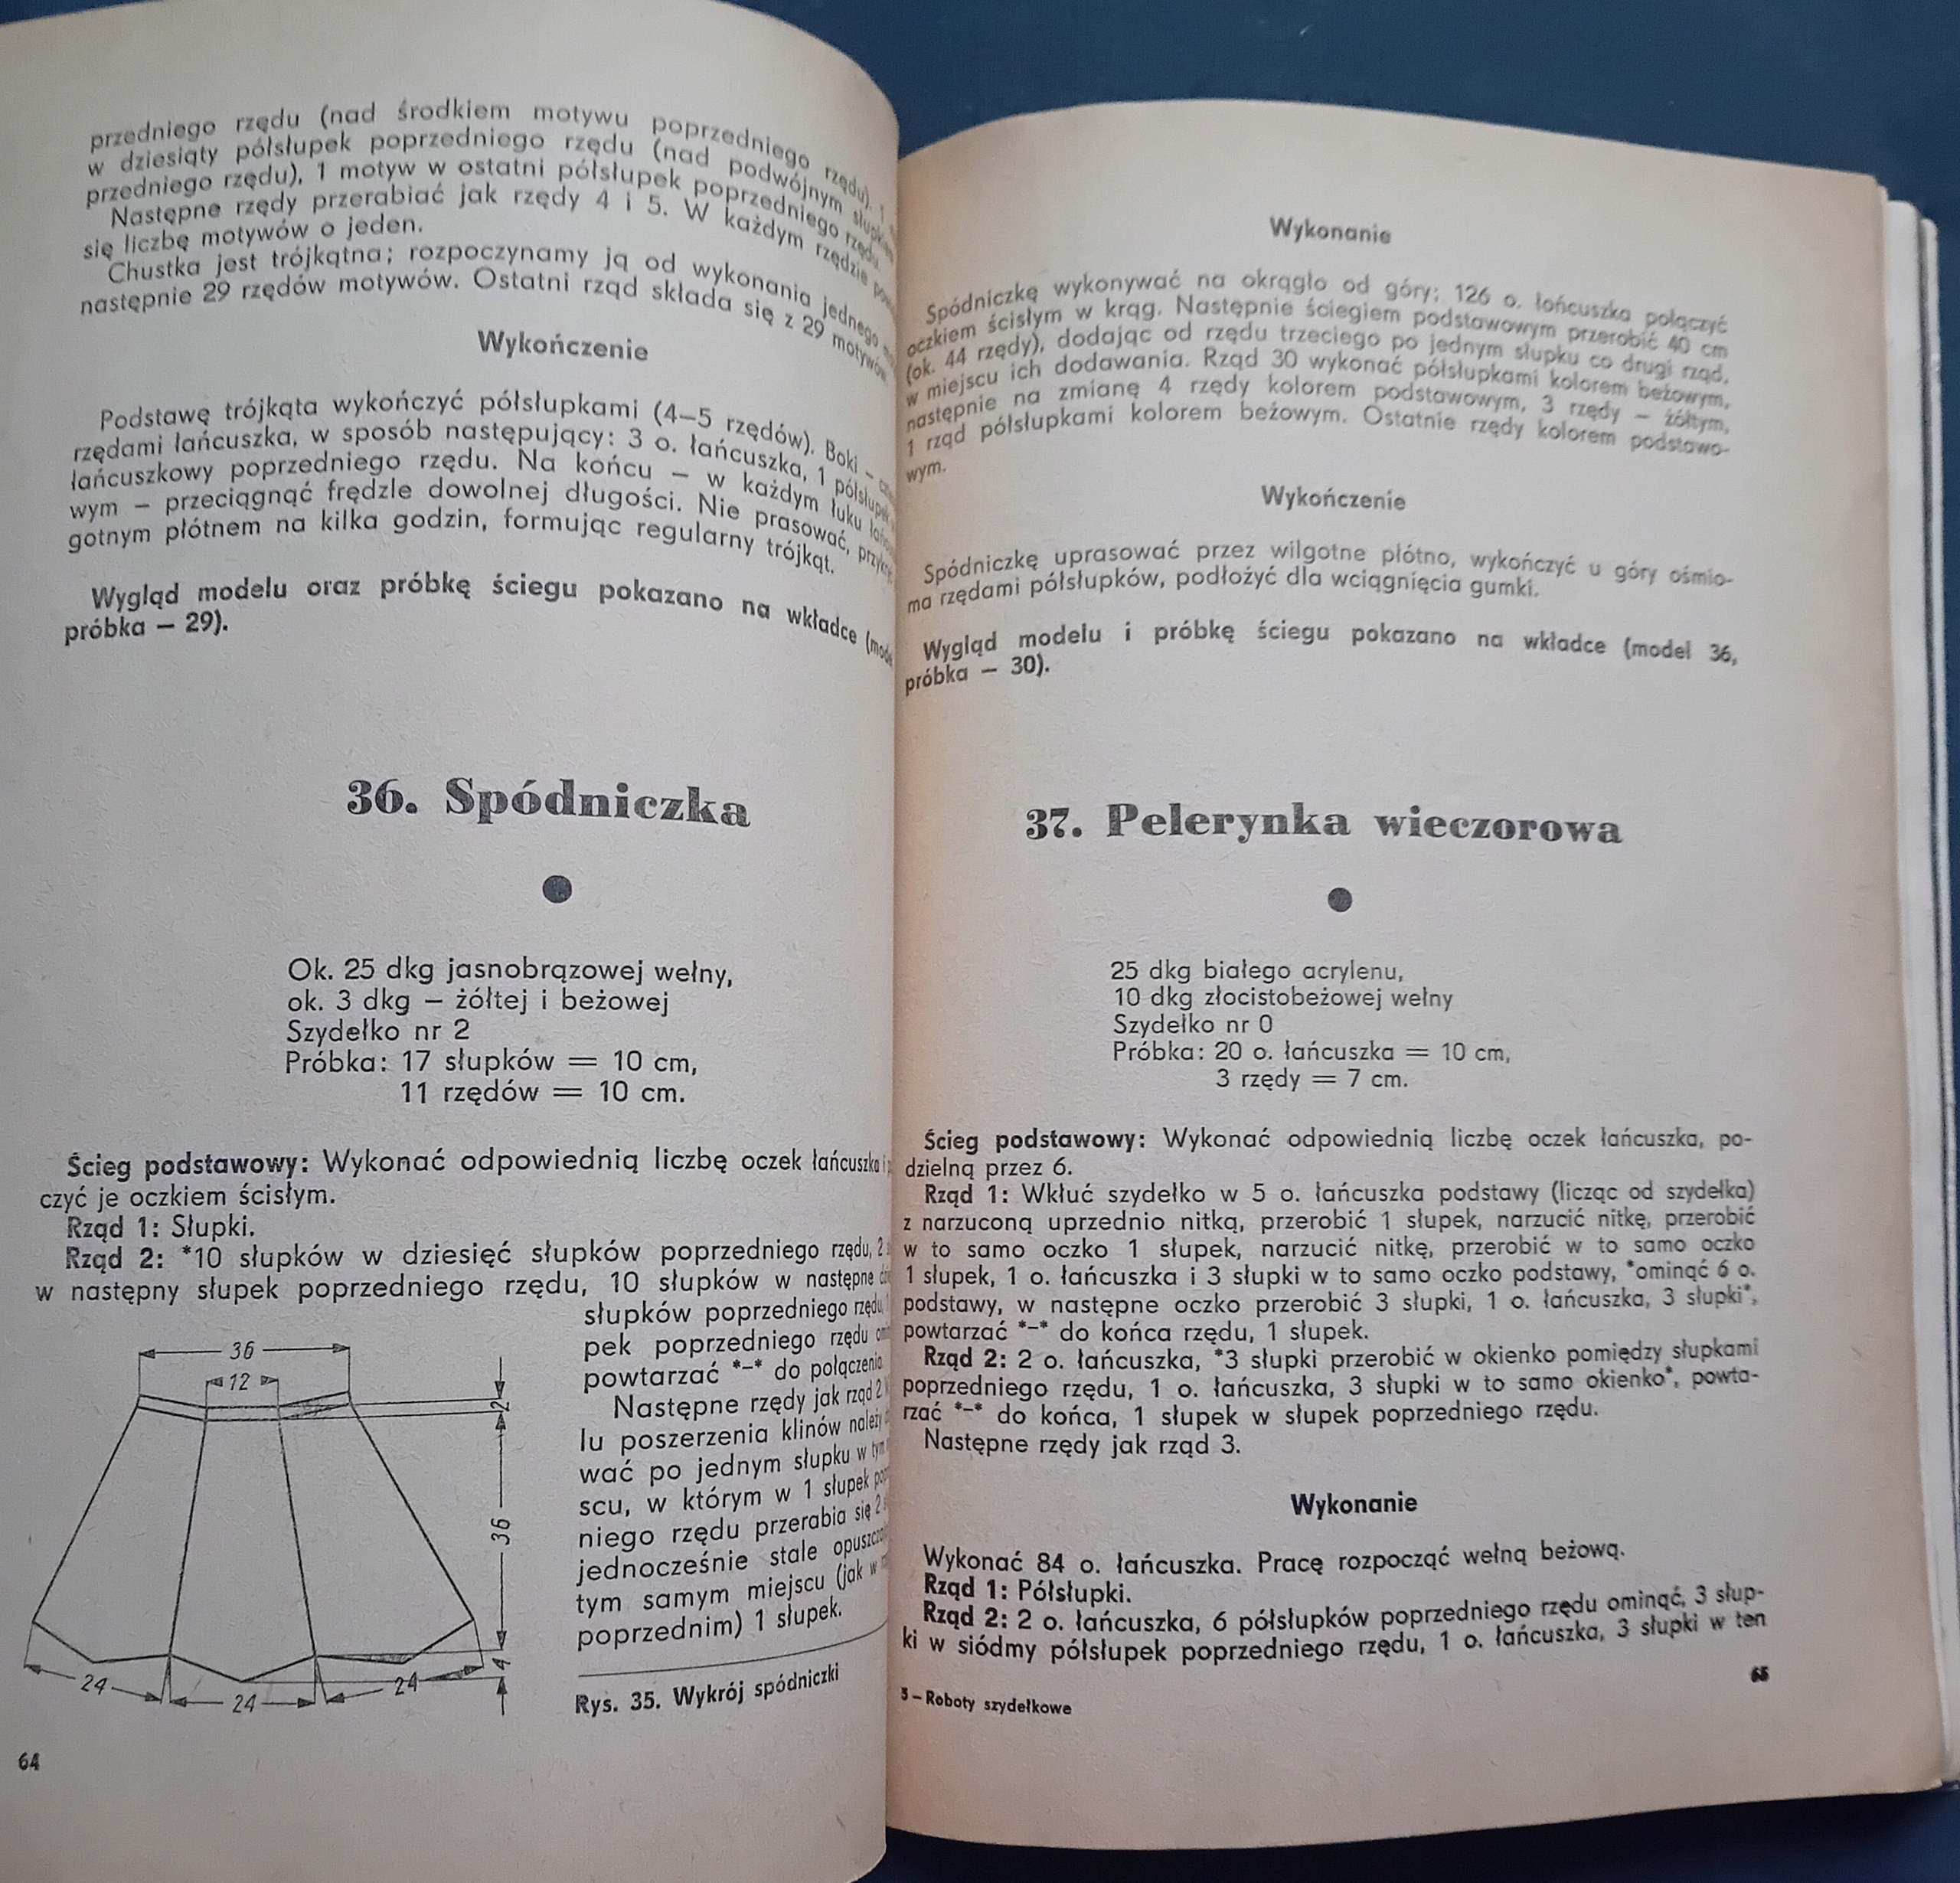 przedniego rzędu (nad środkiem motywu poprzedniego rzędu), 1
w dziesiąty półsłupek poprzedniego rzędu (nad podwójnym słupkiem
przedniego rzędu), 1 motyw w ostatni półsłupek poprzedniego rzędu.
Następne rzędy przerabiać jak rzędy 4 i 5. W każdym rzędzie
się liczbę motywów o jeden.
Chustka jest trójkątna; rozpoczynamy ją od wykonania jednego
następnie 29 rzędów motywów. Ostatni rząd składa się z 29 motywów.
Wykończenie
Podstawę trójkąta wykończyć półsłupkami (4–5 rzędów). Boki –
rzędami łańcuszka, w sposób następujący: 3 o. łańcuszka, 1 półsłupek
łańcuszkowy poprzedniego rzędu. Na końcu – w każdym łuku
wym – przeciągnąć frędzle dowolnej długości. Nie prasować,
gotnym płótnem na kilka godzin, formując regularny trójkąt.
Wygląd modelu oraz próbkę ściegu pokazano na wkładce
próbka – 29).
36. Spódniczka
Ok. 25 dkg jasnobrązowej wełny,
ok. 3 dkg – żółtej i beżowej
Szydełko nr 2
Próbka: 17 słupków = 10 cm,
11 rzędów = 10 cm.
Ścieg podstawowy: Wykonać odpowiednią liczbę oczek łańcuszka i
czyć je oczkiem ścisłym.
Rząd 1: Słupki.
Rząd 2: *10 słupków w dziesięć słupków poprzedniego rzędu, 2
w następny słupek poprzedniego rzędu, 10 słupków w następne
słupków poprzedniego rzędu,
pek poprzedniego rzędu
powtarzać *–* do połączenia
Następne rzędy jak rząd 2
lu poszerzenia klinów należy
wać po jednym słupku w
scu, w którym w 1 słupek
niego rzędu przerabia się 2
jednocześnie stale
tym samym miejscu (jak w
poprzednim) 1 słupek.
36
12
2
36
4
24
24
24
Rys. 35. Wykrój spódniczki
64
Wykonanie
Spódniczkę wykonywać na okrągło od góry; 126 o. łońcuszka połączyć
oczkiem ścisłym w krąg. Następnie ściegiem podstawowym przerobić 40 cm
(ok. 44 rzędy), dodając od rzędu trzeciego po jednym słupku co drugi rząd,
w miejscu ich dodawania. Rząd 30 wykonać półsłupkami kolorem beżowym,
następnie na zmianę 4 rzędy kolorem podstawowym, 3 rzędy – żółtym,
1 rząd półsłupkami kolorem beżowym. Ostatnie rzędy kolorem podstawo-
wym.
Wykończenie
Spódniczkę uprasować przez wilgotne płótno, wykończyć u góry ośmio-
ma rzędami półsłupków, podłożyć dla wciągnięcia gumki.
Wygląd modelu i próbkę ściegu pokazano na wkładce (model 36,
próbka – 30).
37. Pelerynka wieczorowa
25 dkg białego acrylenu,
10 dkg złocistobeżowej wełny
Szydełko nr 0
Próbka: 20 o. łańcuszka = 10 cm,
3 rzędy = 7 cm.
Ścieg podstawowy: Wykonać odpowiednią liczbę oczek łańcuszka, po-
dzielną przez 6.
Rząd 1: Wkłuć szydełko w 5 o. łańcuszka podstawy (licząc od szydełka)
z narzuconą uprzednio nitką, przerobić 1 słupek, narzucić nitkę, przerobić
w to samo oczko 1 słupek, narzucić nitkę, przerobić w to samo oczko
1 słupek, 1 o. łańcuszka i 3 słupki w to samo oczko podstawy, *ominąć 6 o.
podstawy, w następne oczko przerobić 3 słupki, 1 o. łańcuszka, 3 słupki*,
powtarzać *–* do końca rzędu, 1 słupek.
Rząd 2: 2 o. łańcuszka, *3 słupki przerobić w okienko pomiędzy słupkami
poprzedniego rzędu, 1 o. łańcuszka, 3 słupki w to samo okienko*, powta-
rzać *–* do końca, 1 słupek w słupek poprzedniego rzędu.
Następne rzędy jak rząd 3.
Wykonanie
Wykonać 84 o. łańcuszka. Pracę rozpocząć wełną beżową.
Rząd 1: Półsłupki.
Rząd 2: 2 o. łańcuszka, 6 półsłupków poprzedniego rzędu ominąć, 3 słup-
ki w siódmy półsłupek poprzedniego rzędu, 1 o. łańcuszka, 3 słupki w ten
65
5 – Roboty szydełkowe